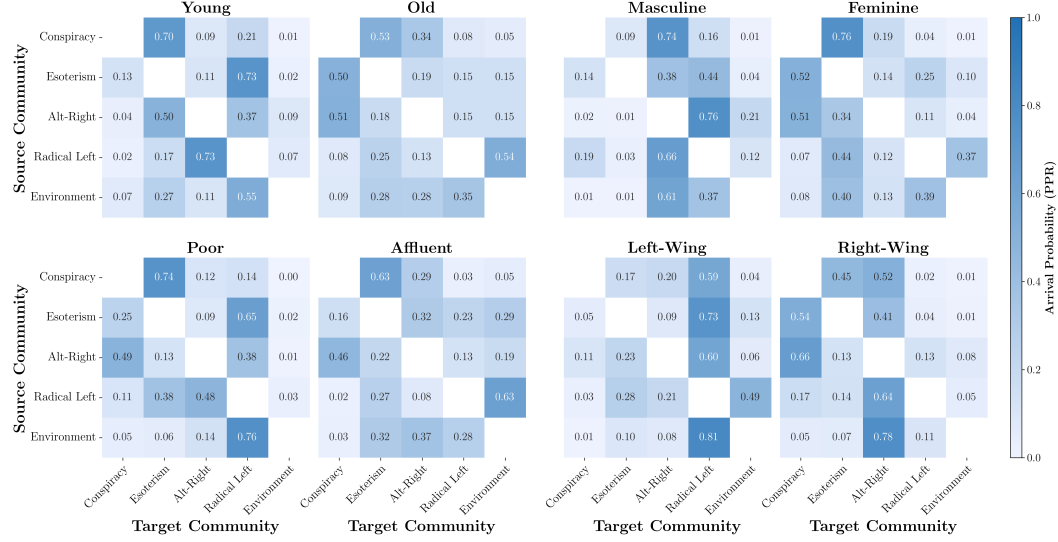 Young Old Masculine Feminine
Source Community
Conspiracy 0.70 0.09 0.21 0.01 0.53 0.34 0.08 0.05 0.09 0.74 0.16 0.01 0.76 0.19 0.04 0.01
Esoterism 0.13 0.11 0.73 0.02 0.50 0.19 0.15 0.15 0.14 0.38 0.44 0.04 0.52 0.14 0.25 0.10
Alt-Right 0.04 0.50 0.37 0.09 0.51 0.18 0.15 0.15 0.02 0.01 0.76 0.21 0.51 0.34 0.11 0.04
Radical Left 0.02 0.17 0.73 0.07 0.08 0.25 0.13 0.54 0.19 0.03 0.66 0.12 0.07 0.44 0.12 0.37
Environment 0.07 0.27 0.11 0.55 0.09 0.28 0.28 0.35 0.01 0.01 0.61 0.37 0.08 0.40 0.13 0.39
Poor Affluent Left-Wing Right-Wing
Source Community
Conspiracy 0.74 0.12 0.14 0.00 0.63 0.29 0.03 0.05 0.17 0.20 0.59 0.04 0.45 0.52 0.02 0.01
Esoterism 0.25 0.09 0.65 0.02 0.16 0.32 0.23 0.29 0.05 0.09 0.73 0.13 0.54 0.41 0.04 0.01
Alt-Right 0.49 0.13 0.38 0.01 0.46 0.22 0.13 0.19 0.11 0.23 0.60 0.06 0.66 0.13 0.13 0.08
Radical Left 0.11 0.38 0.48 0.03 0.02 0.27 0.08 0.63 0.03 0.28 0.21 0.49 0.17 0.14 0.64 0.05
Environment 0.05 0.06 0.14 0.76 0.03 0.32 0.37 0.28 0.01 0.10 0.08 0.81 0.05 0.07 0.78 0.11
Conspiracy Esoterism Alt-Right Radical Left Environment Conspiracy Esoterism Alt-Right Radical Left Environment Conspiracy Esoterism Alt-Right Radical Left Environment Conspiracy Esoterism Alt-Right Radical Left Environment
Target Community Target Community Target Community Target Community
1.0
0.8
0.6
0.4
0.2
0.0
Arrival Probability (PPR)